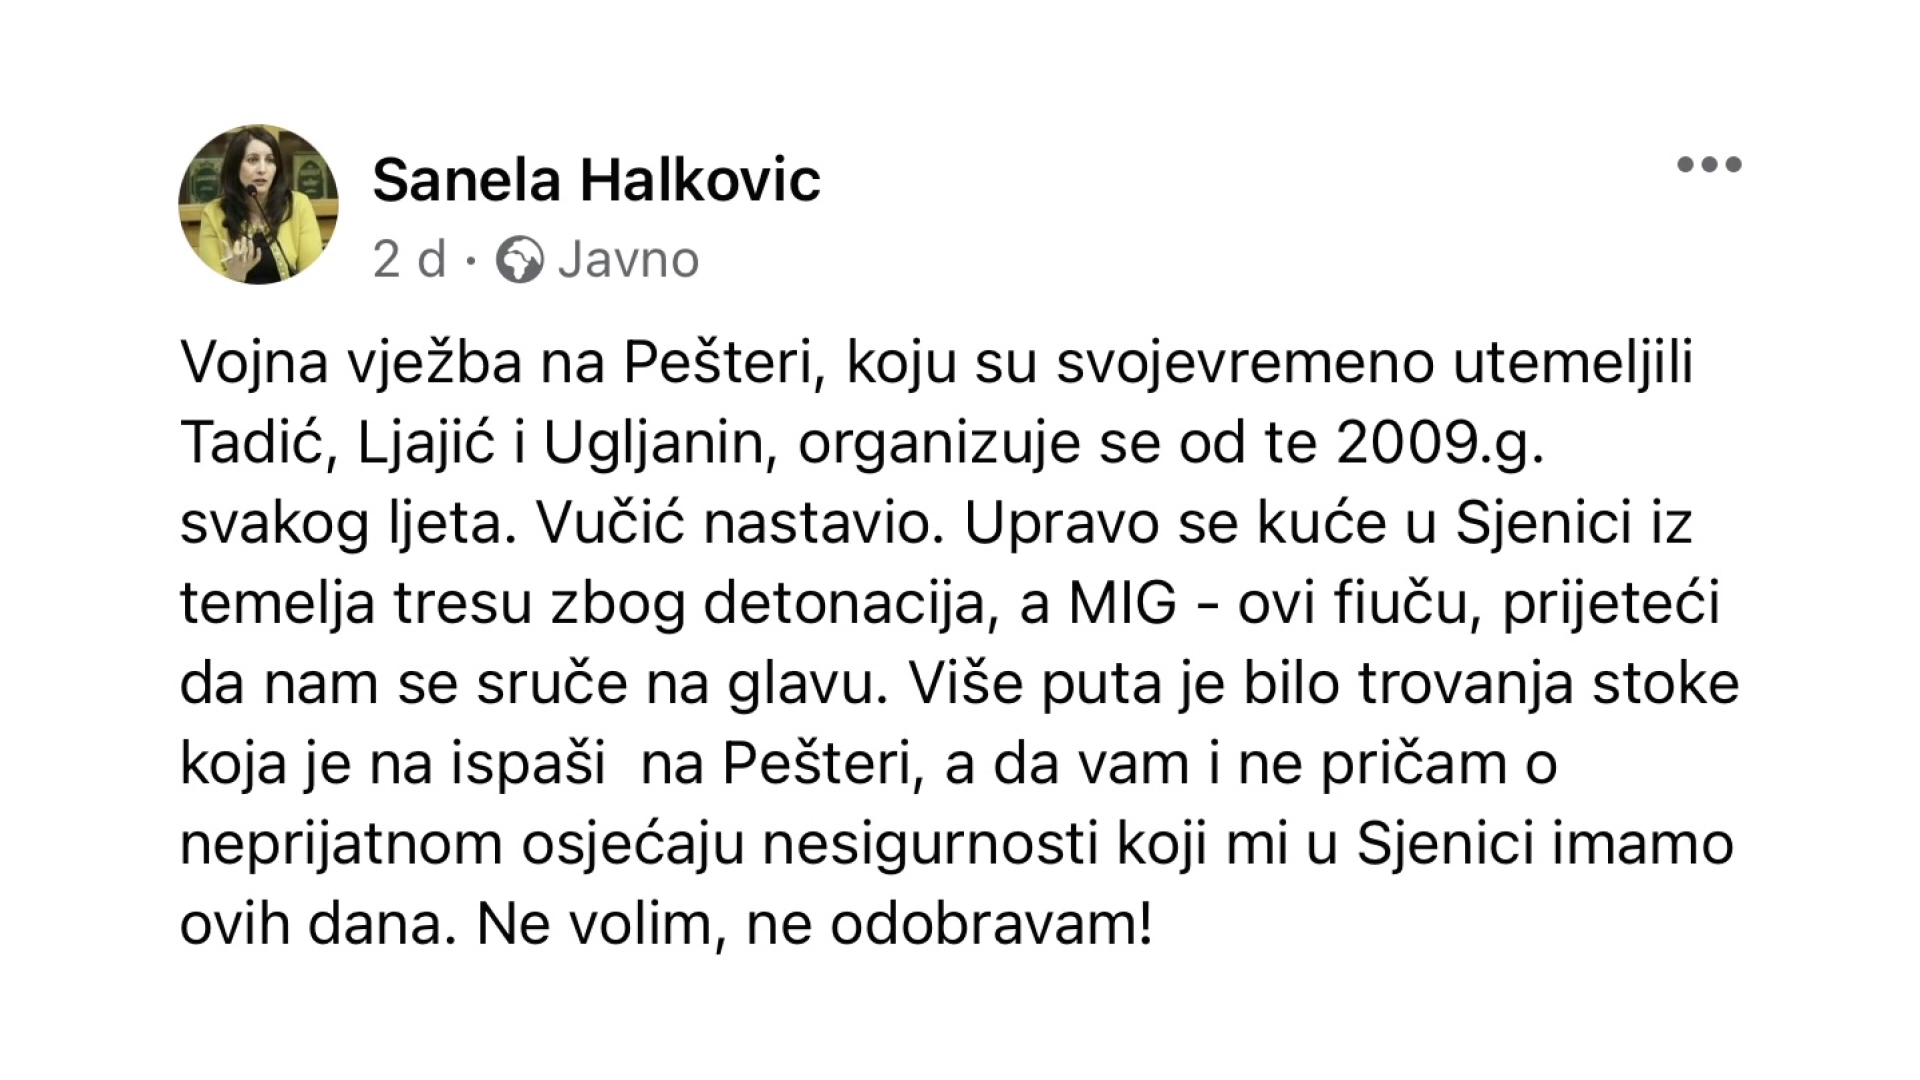 Sanela Halkovic
2 d · Javno
Vojna vježba na Pešteri, koju su svojevremeno utemeljili
Tadić, Ljajić i Ugljanin, organizuje se od te 2009.g.
svakog ljeta. Vučić nastavio. Upravo se kuće u Sjenici iz
temelja tresu zbog detonacija, a MIG - ovi fiuču, prijeteći
da nam se sruče na glavu. Više puta je bilo trovanja stoke
koja je na ispaši  na Pešteri, a da vam i ne pričam o
neprijatnom osjećaju nesigurnosti koji mi u Sjenici imamo
ovih dana. Ne volim, ne odobravam!